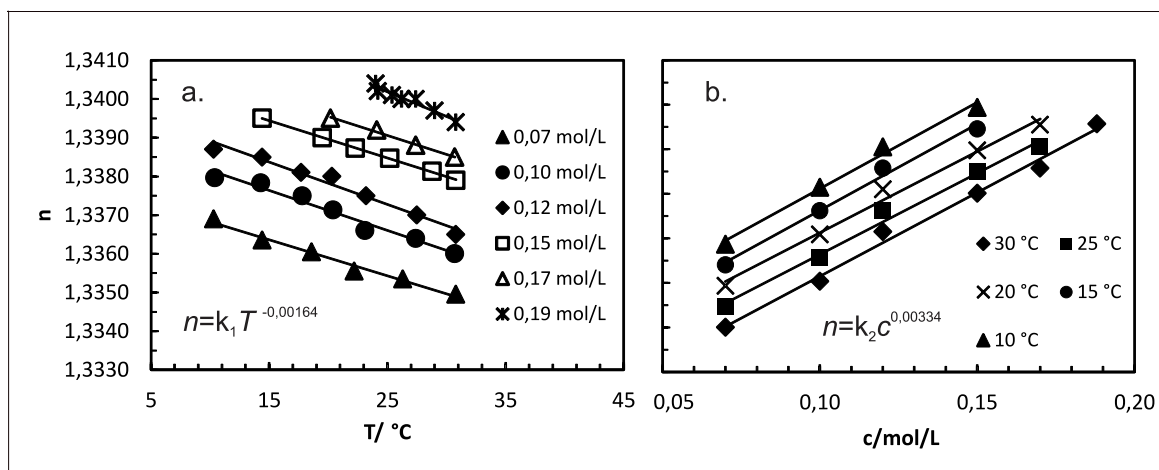 a.
n
1,3410
1,3400
1,3390
1,3380
1,3370
1,3360
1,3350
1,3340
1,3330
5 15 25 35 45
T/ °C
0,07 mol/L
0,10 mol/L
0,12 mol/L
0,15 mol/L
0,17 mol/L
0,19 mol/L
n=k₁T^-0,00164
b.
30 °C 25 °C
20 °C 15 °C
10 °C
n=k₂c^0,00334
0,05 0,10 0,15 0,20
c/mol/L